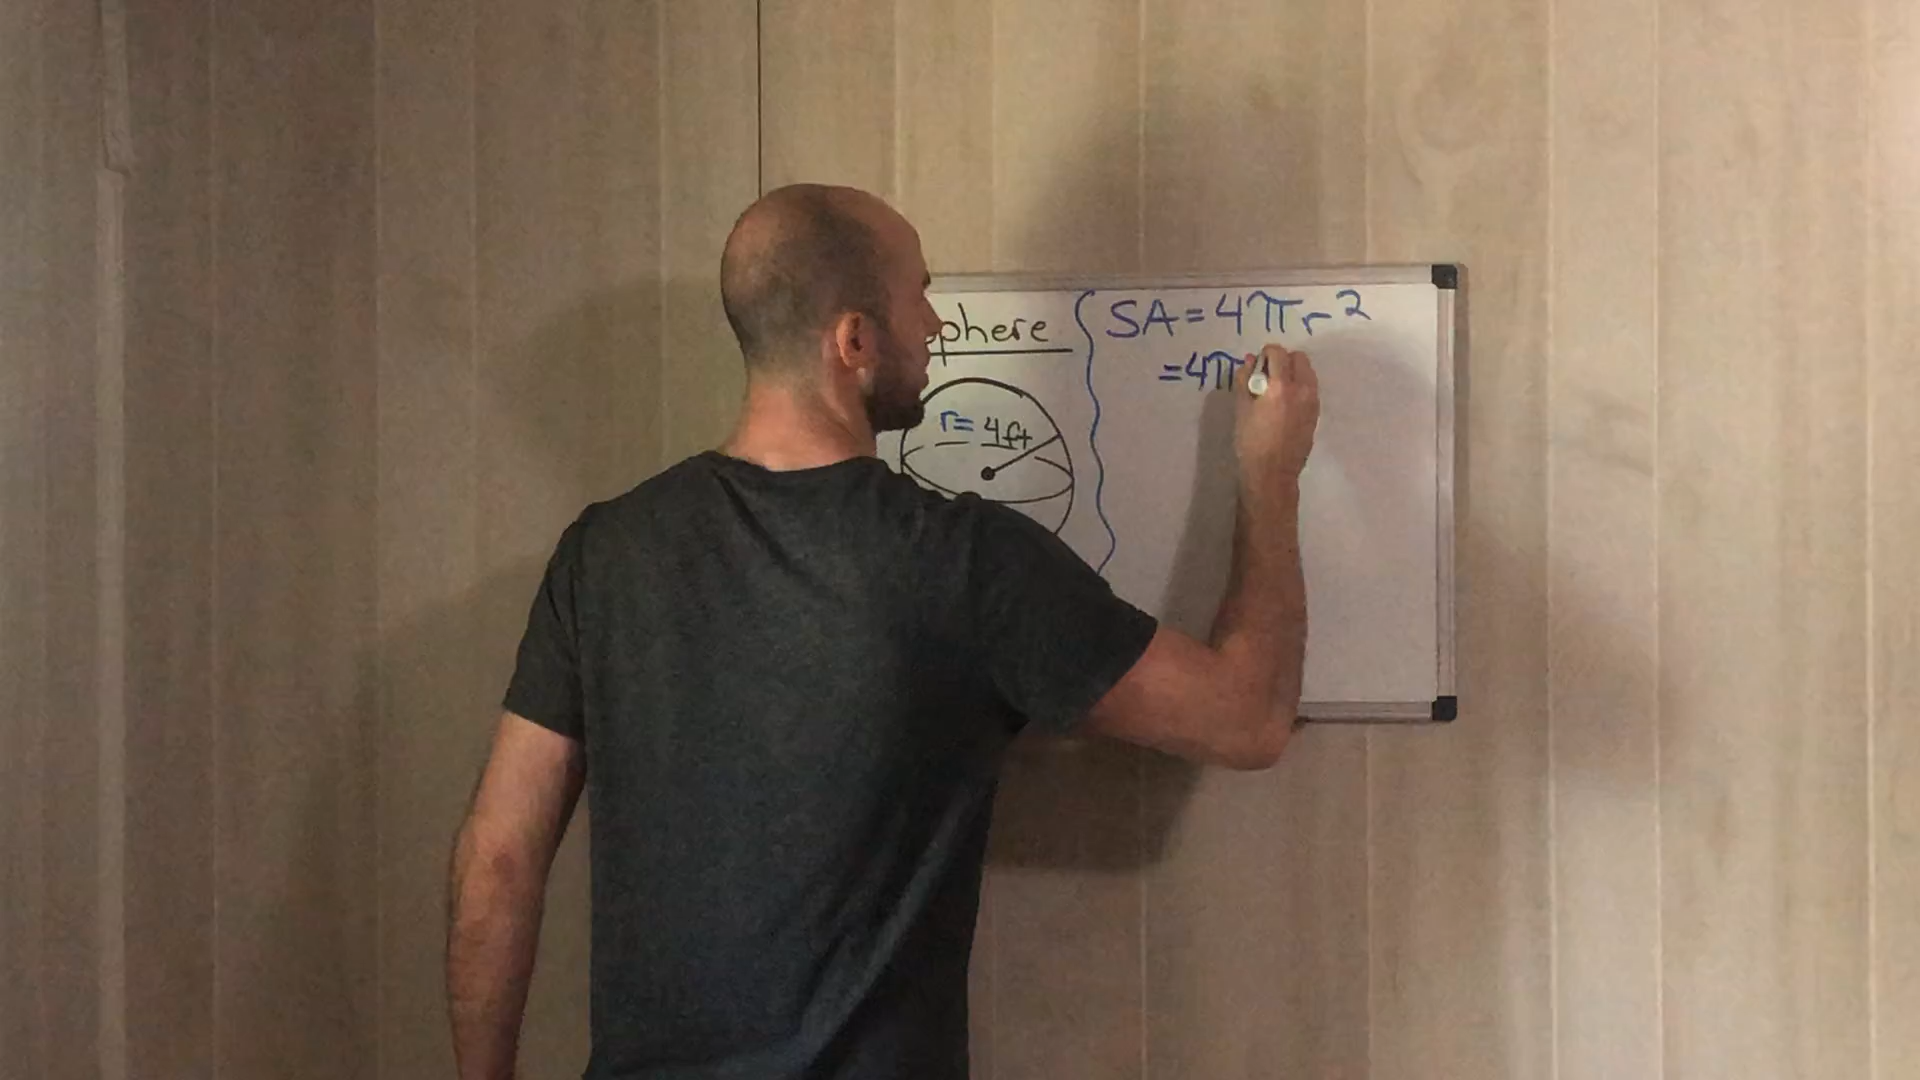 phere
r= 4ft
SA=4πr²
=4π